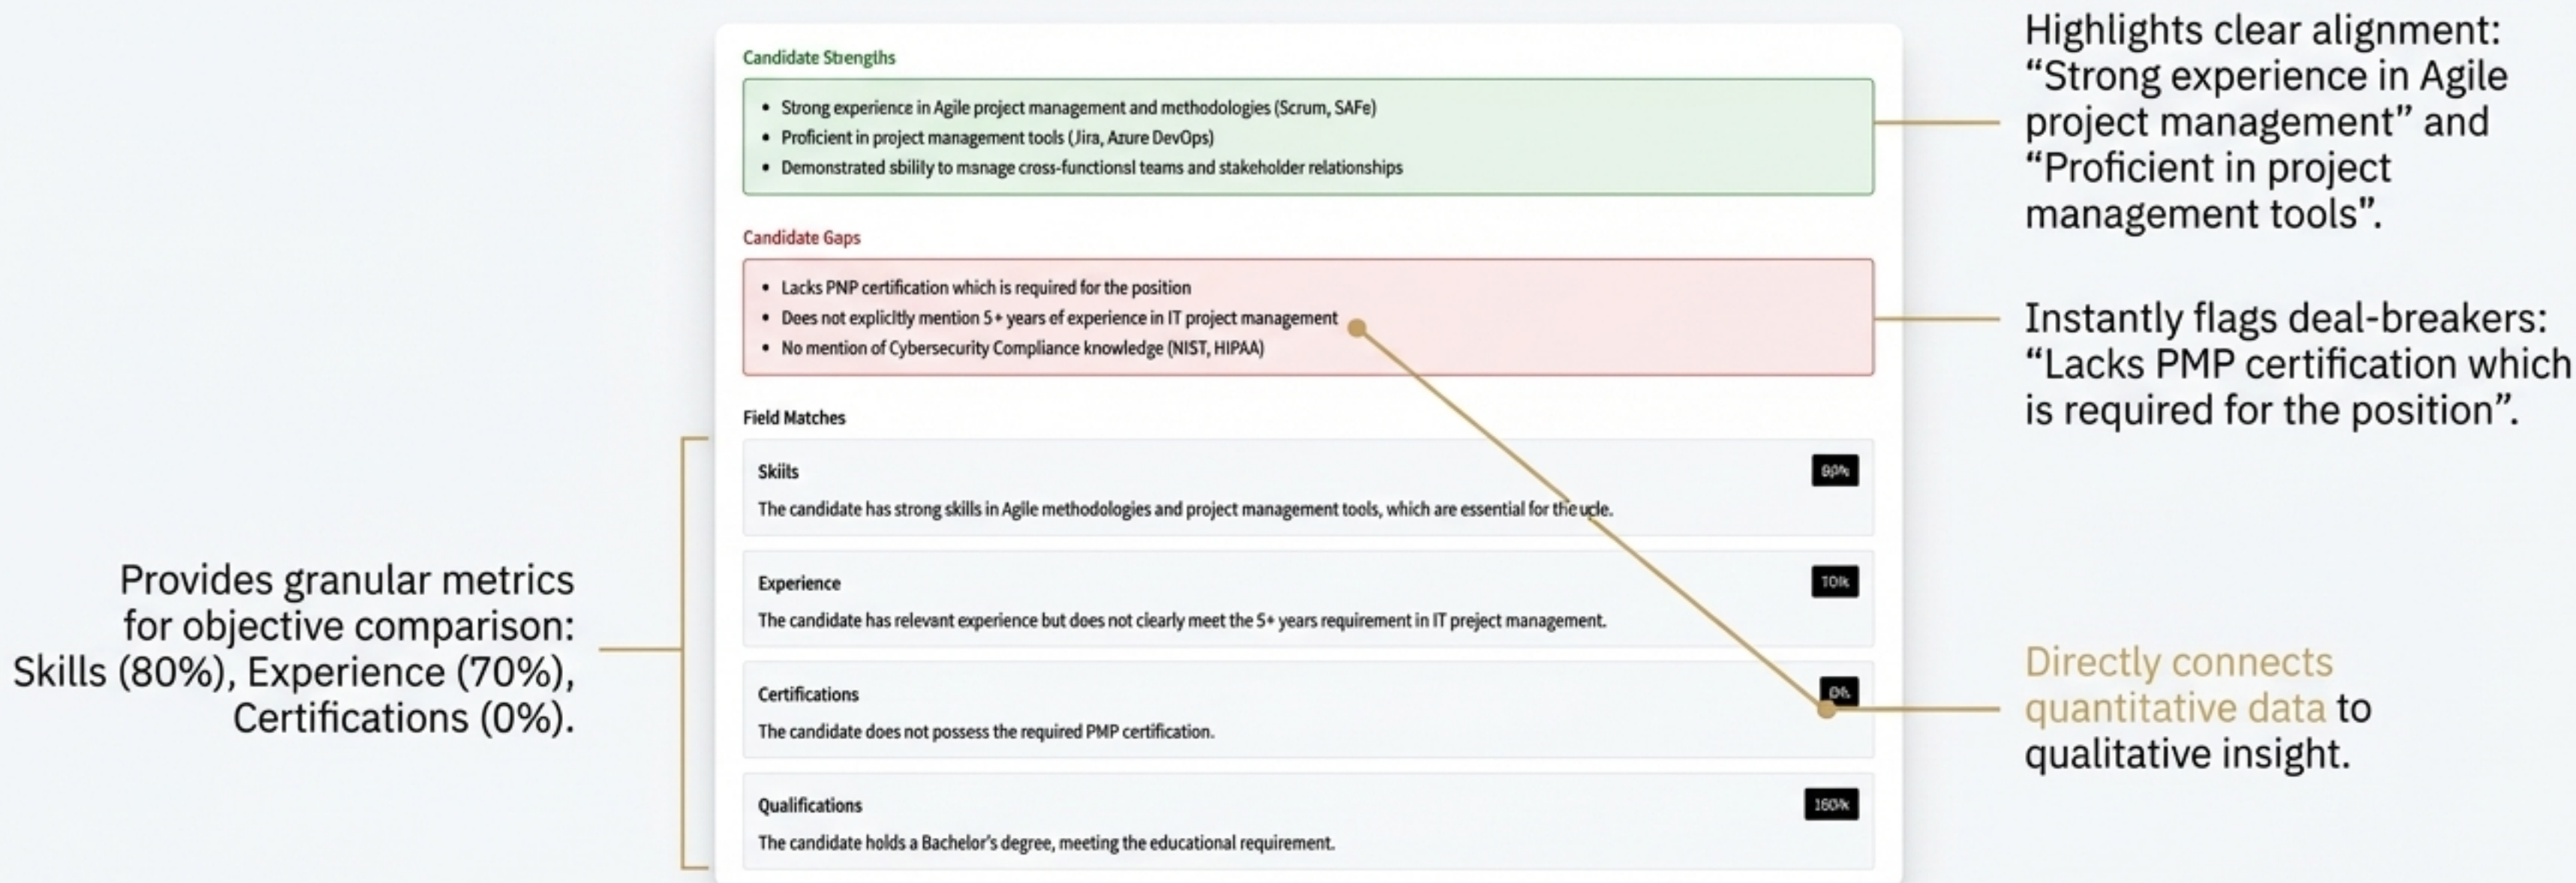 Candidate Strengths
• Strong experience in Agile project management and methodologies (Scrum, SAFe)
• Proficient in project management tools (Jira, Azure DevOps)
• Demonstrated sbility to manage cross-functionsl teams and stakeholder relationships
Candidate Gaps
• Lacks PNP certification which is required for the position
• Dees not explicitly mention 5+ years of experience in IT project management
• No mention of Cybersecurity Compliance knowledge (NIST, HIPAA)
Field Matches
Skiits
The candidate has strong skills in Agile methodologies and project management tools, which are essential for the
Experience
The candidate has relevant experience but does not clearly meet the 5+ years requirement in IT preject management.
Certifications
The candidate does not possess the required PMP certification.
Qualifications
The candidate holds a Bachelor's degree, meeting the educational requirement.
Provides granular metrics
for objective comparison:
Skills (80%), Experience (70%),
Certifications (0%).
Highlights clear alignment:
“Strong experience in Agile
project management” and
“Proficient in project
management tools”.
Instantly flags deal-breakers:
“Lacks PMP certification which
is required for the position”.
Directly connects
quantitative data to
qualitative insight.